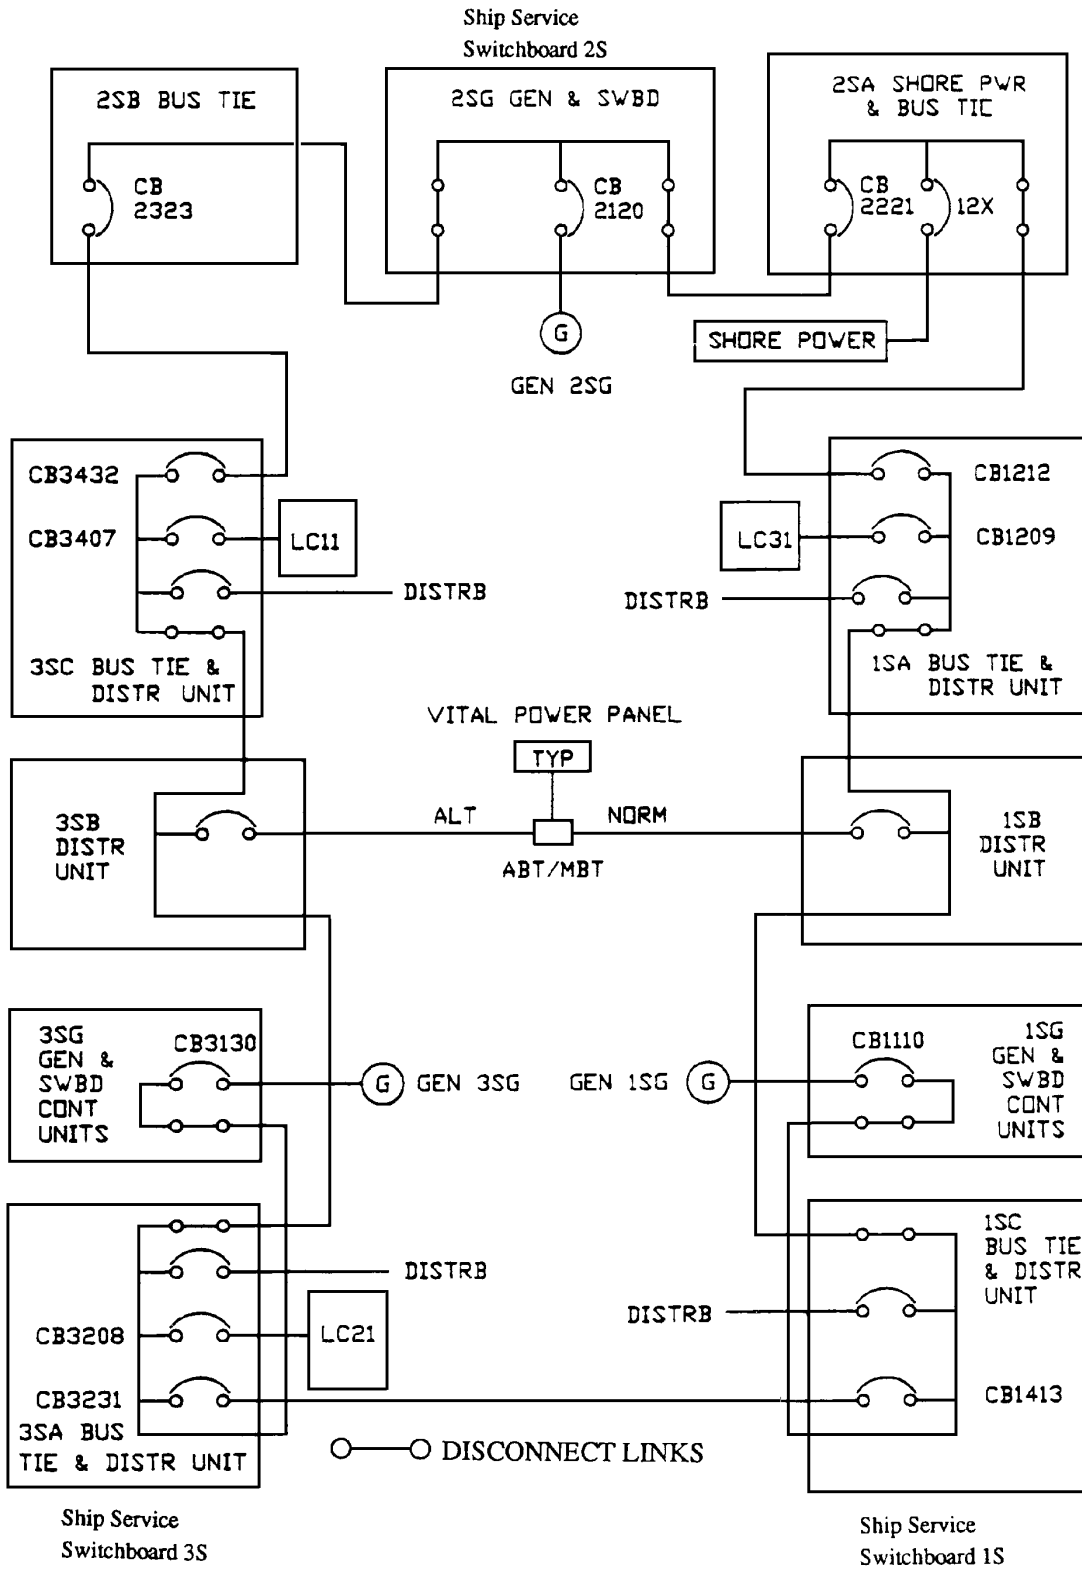 Ship Service
Switchboard 2S
2SB BUS TIE
2SG GEN & SWBD
2SA SHORE PWR
& BUS TIE
CB
2323
CB
2120
CB
2221
12X
G
SHORE POWER
GEN 2SG
CB3432
CB1212
CB3407
LC11
LC31
CB1209
DISTRB
DISTRB
3SC BUS TIE &
DISTR UNIT
1SA BUS TIE &
DISTR UNIT
VITAL POWER PANEL
TYP
3SB
DISTR
UNIT
ALT
NORM
1SB
DISTR
UNIT
ABT/MBT
3SG
GEN &
SWBD
CONT
UNITS
CB3130
G
GEN 3SG
GEN 1SG
G
CB1110
1SG
GEN &
SWBD
CONT
UNITS
1SC
BUS TIE
& DISTR
UNIT
DISTRB
DISTRB
CB3208
LC21
CB3231
CB1413
3SA BUS
TIE & DISTR UNIT
DISCONNECT LINKS
Ship Service
Switchboard 3S
Ship Service
Switchboard 1S